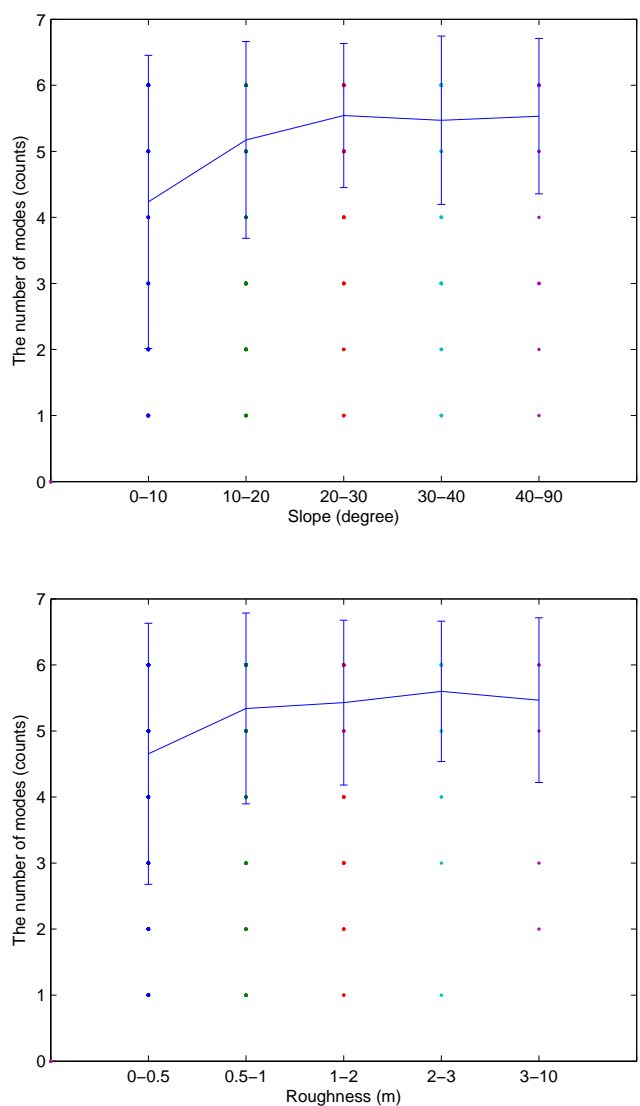 7
6
5
4
3
2
1
0
The number of modes (counts)
0−10 10−20 20−30 30−40 40−90
Slope (degree)
7
6
5
4
3
2
1
0
The number of modes (counts)
0−0.5 0.5−1 1−2 2−3 3−10
Roughness (m)